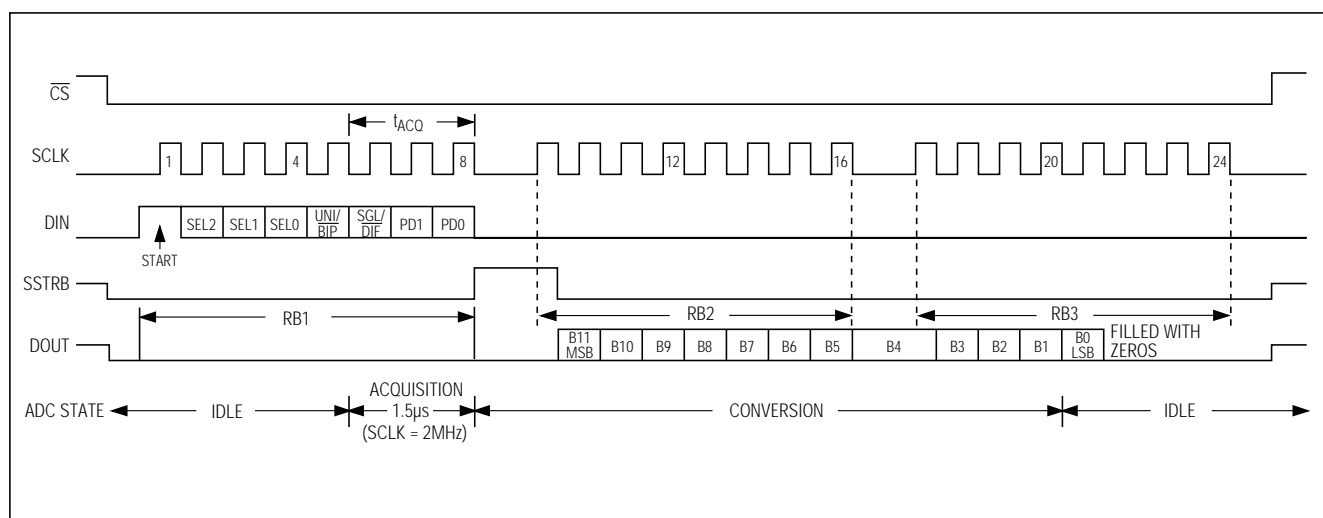 CS
tACQ
SCLK 1 4 8 12 16 20 24
DIN SEL2 SEL1 SEL0 UNI/BIP SGL/DIF PD1 PD0
START
SSTRB
RB1 RB2 RB3
DOUT B11 MSB B10 B9 B8 B7 B6 B5 B4 B3 B2 B1 B0 LSB FILLED WITH ZEROS
ADC STATE IDLE ACQUISITION 1.5µs (SCLK = 2MHz) CONVERSION IDLE